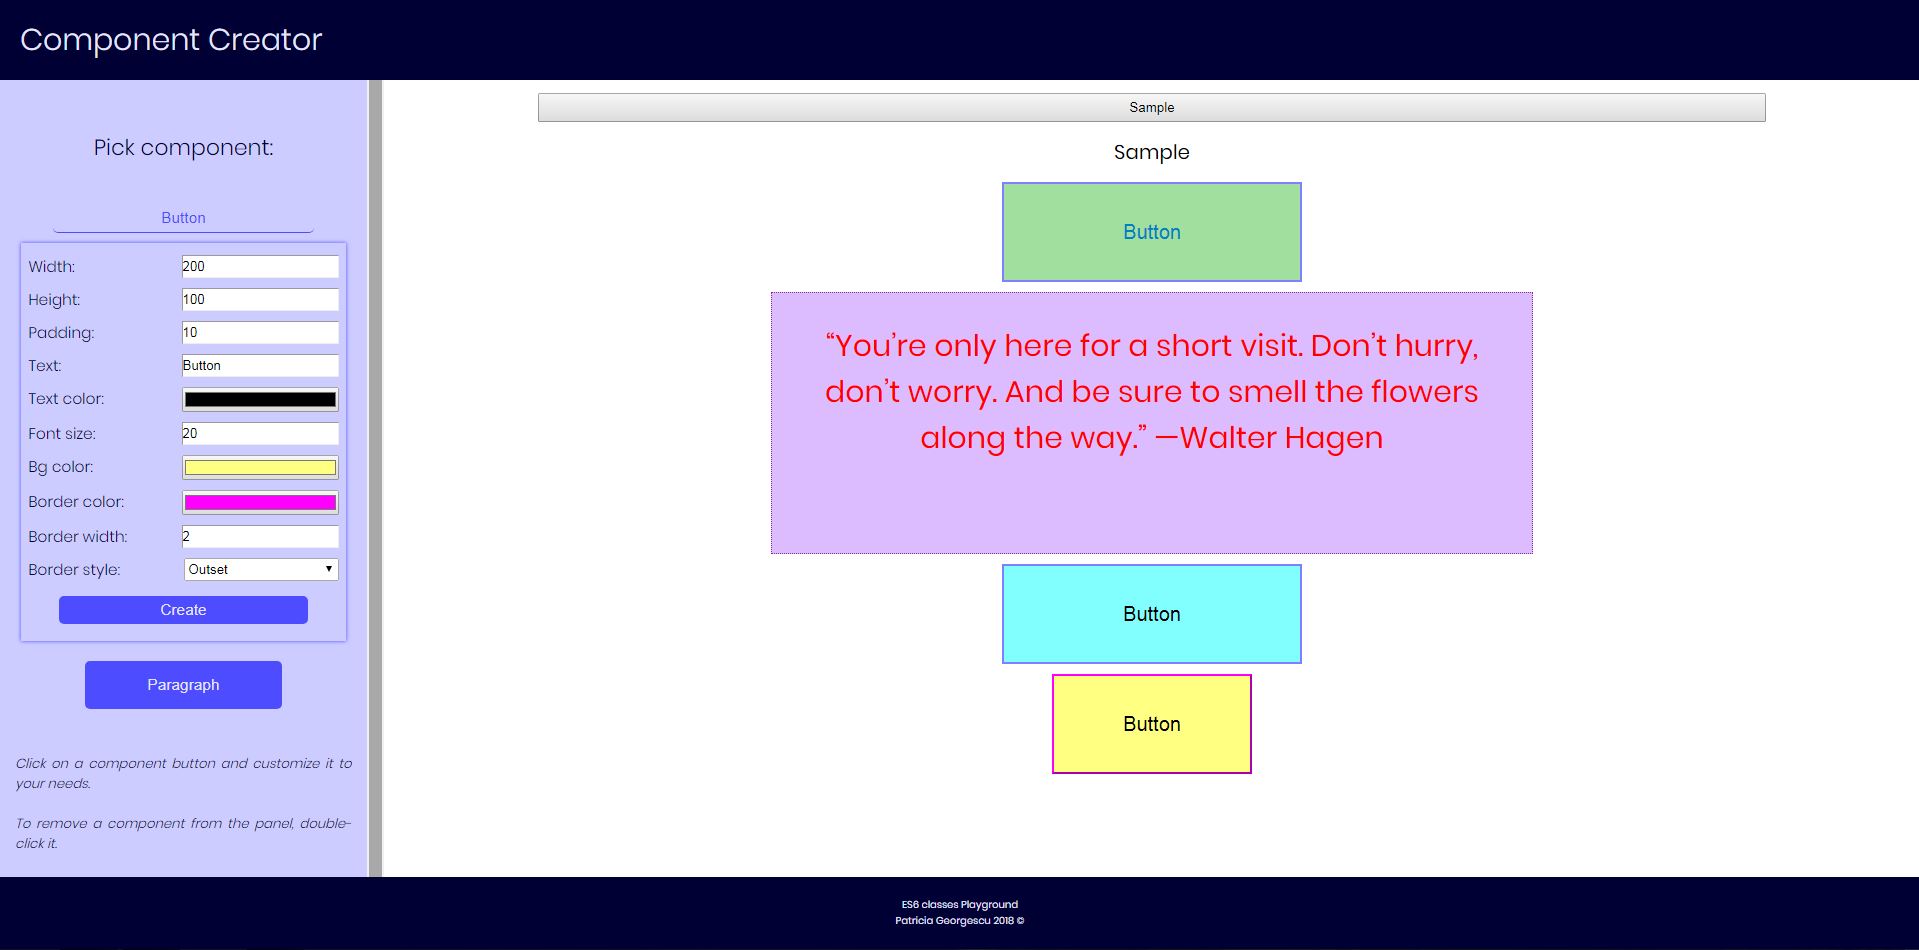 Component Creator
Pick component:
Button
Width:
200
Height:
100
Padding:
10
Text:
Button
Text color:
Font size:
20
Bg color:
Border color:
Border width:
2
Border style:
Outset
Create
Paragraph
Click on a component button and customize it to
your needs.
To remove a component from the panel, double-
click it.
Sample
Sample
Button
“You’re only here for a short visit. Don’t hurry,
don’t worry. And be sure to smell the flowers
along the way.” —Walter Hagen
Button
Button
ES6 classes Playground
Patricia Georgescu 2018 ©